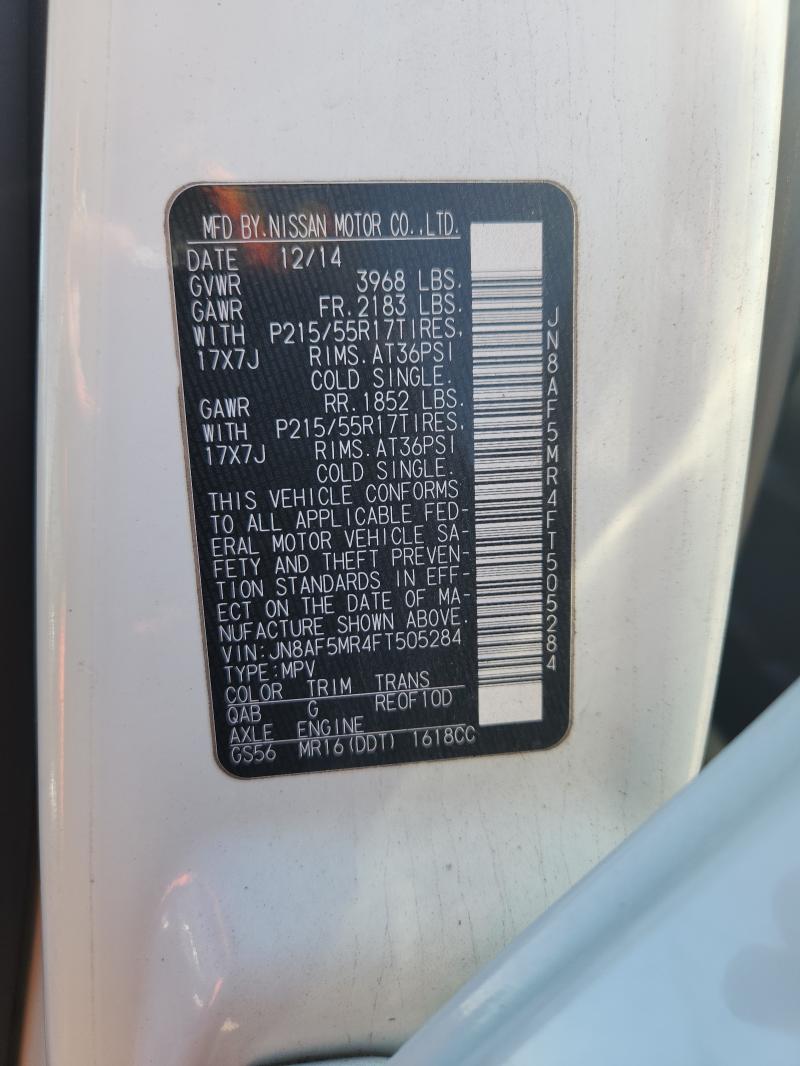 MFD BY.NISSAN MOTOR CO.,LTD.
DATE 12/14
GVWR 3968 LBS.
GAWR FR.2183 LBS.
WITH P215/55R17TIRES,
17X7J RIMS.AT36PSI
COLD SINGLE.
GAWR RR.1852 LBS.
WITH P215/55R17TIRES,
17X7J RIMS.AT36PSI
COLD SINGLE.
THIS VEHICLE CONFORMS
TO ALL APPLICABLE FED-
ERAL MOTOR VEHICLE SA-
FETY AND THEFT PREVEN-
TION STANDARDS IN EFF-
ECT ON THE DATE OF MA-
NUFACTURE SHOWN ABOVE.
VIN:JN8AF5MR4FT505284
TYPE:MPV
COLOR TRIM TRANS
QAB G RE0F10D
AXLE ENGINE
GS56 MR16(DDT) 1618CC
JN8AF5MR4FT505284